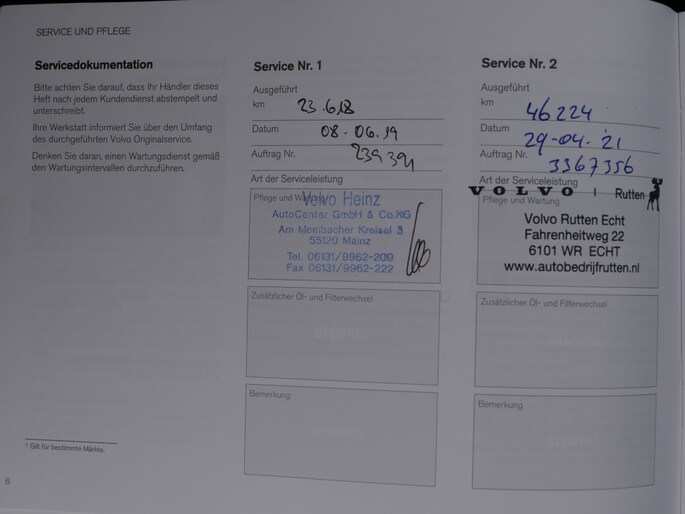 SERVICE UND PFLEGE
Servicedokumentation
Bitte achten Sie darauf, dass Ihr Händler dieses
Heft nach jedem Kundendienst abstempelt und
unterschreibt.
Ihre Werkstatt informiert Sie über den Umfang
des durchgeführten Volvo Originalservice.
Denken Sie daran, einen Wartungsdienst gemäß
den Wartungsintervallen durchzuführen.
1 Gilt für bestimmte Märkte.
6
Service Nr. 1
Ausgeführt
km 23.618
Datum 08.06.19
Auftrag Nr. 239391
Art der Serviceleistung
Pflege und Wartung
Volvo Heinz
AutoCenter GmbH & Co.KG
Am Mombacher Kreisel 3
55120 Mainz
Tel. 06131/9962-200
Fax 06131/9962-222
Zusätzlicher Öl- und Filterwechsel
STEMPEL
Bemerkung
STEMPEL
Service Nr. 2
Ausgeführt
km 46224
Datum 29-04-'21
Auftrag Nr. 3367356
Art der Serviceleistung
VOLVO | Rutten
Pflege und Wartung
Volvo Rutten Echt
Fahrenheitweg 22
6101 WR ECHT
www.autobedrijfrutten.nl
Zusätzlicher Öl- und Filterwechsel
STEMPEL
Bemerkung
STEMPEL